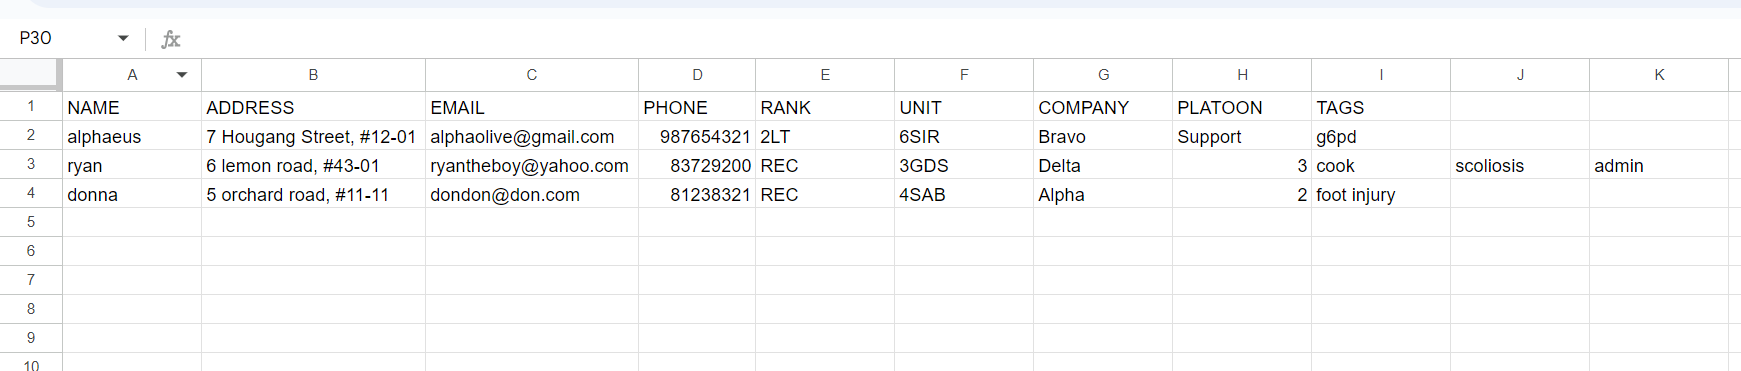 P30 fx
A B C D E F G H I J K
1 NAME ADDRESS EMAIL PHONE RANK UNIT COMPANY PLATOON TAGS
2 alphaeus 7 Hougang Street, #12-01 alphaolive@gmail.com 987654321 2LT 6SIR Bravo Support g6pd
3 ryan 6 lemon road, #43-01 ryantheboy@yahoo.com 83729200 REC 3GDS Delta 3 cook scoliosis admin
4 donna 5 orchard road, #11-11 dondon@don.com 81238321 REC 4SAB Alpha 2 foot injury
5
6
7
8
9
10